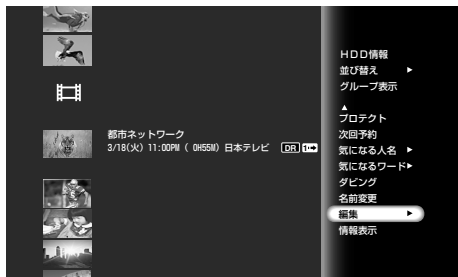 HDD情報
並び替え ▶
グループ表示
▲
プロテクト
次回予約
気になる人名 ▶
気になるワード▶
ダビング
名前変更
編集 ▶
情報表示
都市ネットワーク
3/18(火) 11:00PM ( 0H55M) 日本テレビ DR 1➡